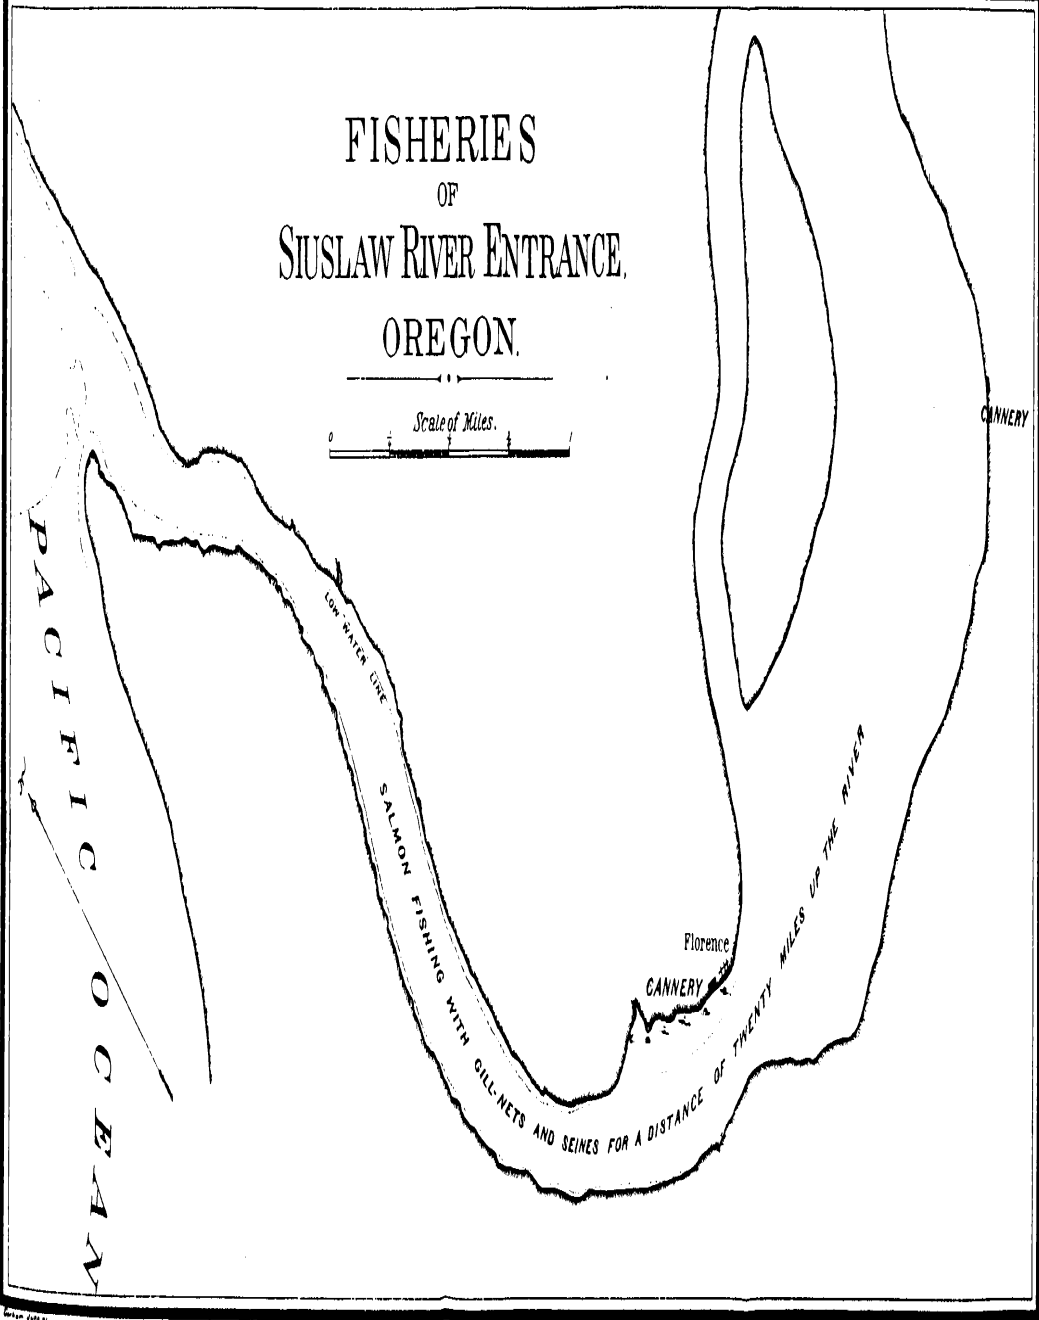 FISHERIES
OF
SIUSLAW RIVER ENTRANCE,
OREGON.
Scale of Miles.
0 1
CANNERY
PACIFIC OCEAN
LOW WATER LINE
SALMON FISHING WITH GILL-NETS AND SEINES FOR A DISTANCE OF TWENTY MILES UP THE RIVER
Florence
CANNERY